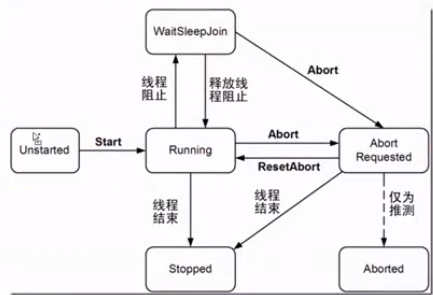 WaitSleepJoin
Abort
线程
阻止
释放线
程阻止
Unstarted
Start
Running
Abort
ResetAbort
Abort
Requested
线程
结束
线程
结束
仅为
推测
Stopped
Aborted